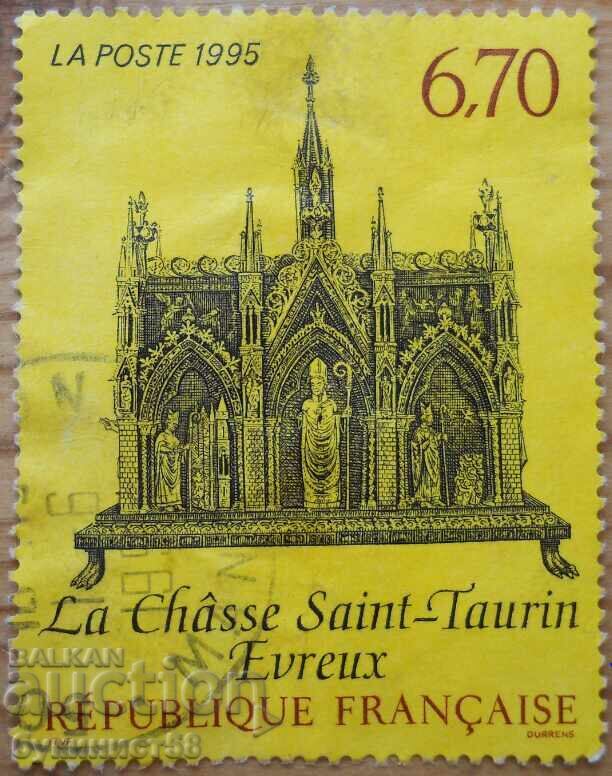 LA POSTE 1995
6,70
La Châsse Saint-Taurin
Evreux
RÉPUBLIQUE FRANÇAISE
DURRENS
BALKAN
auction
букинист58